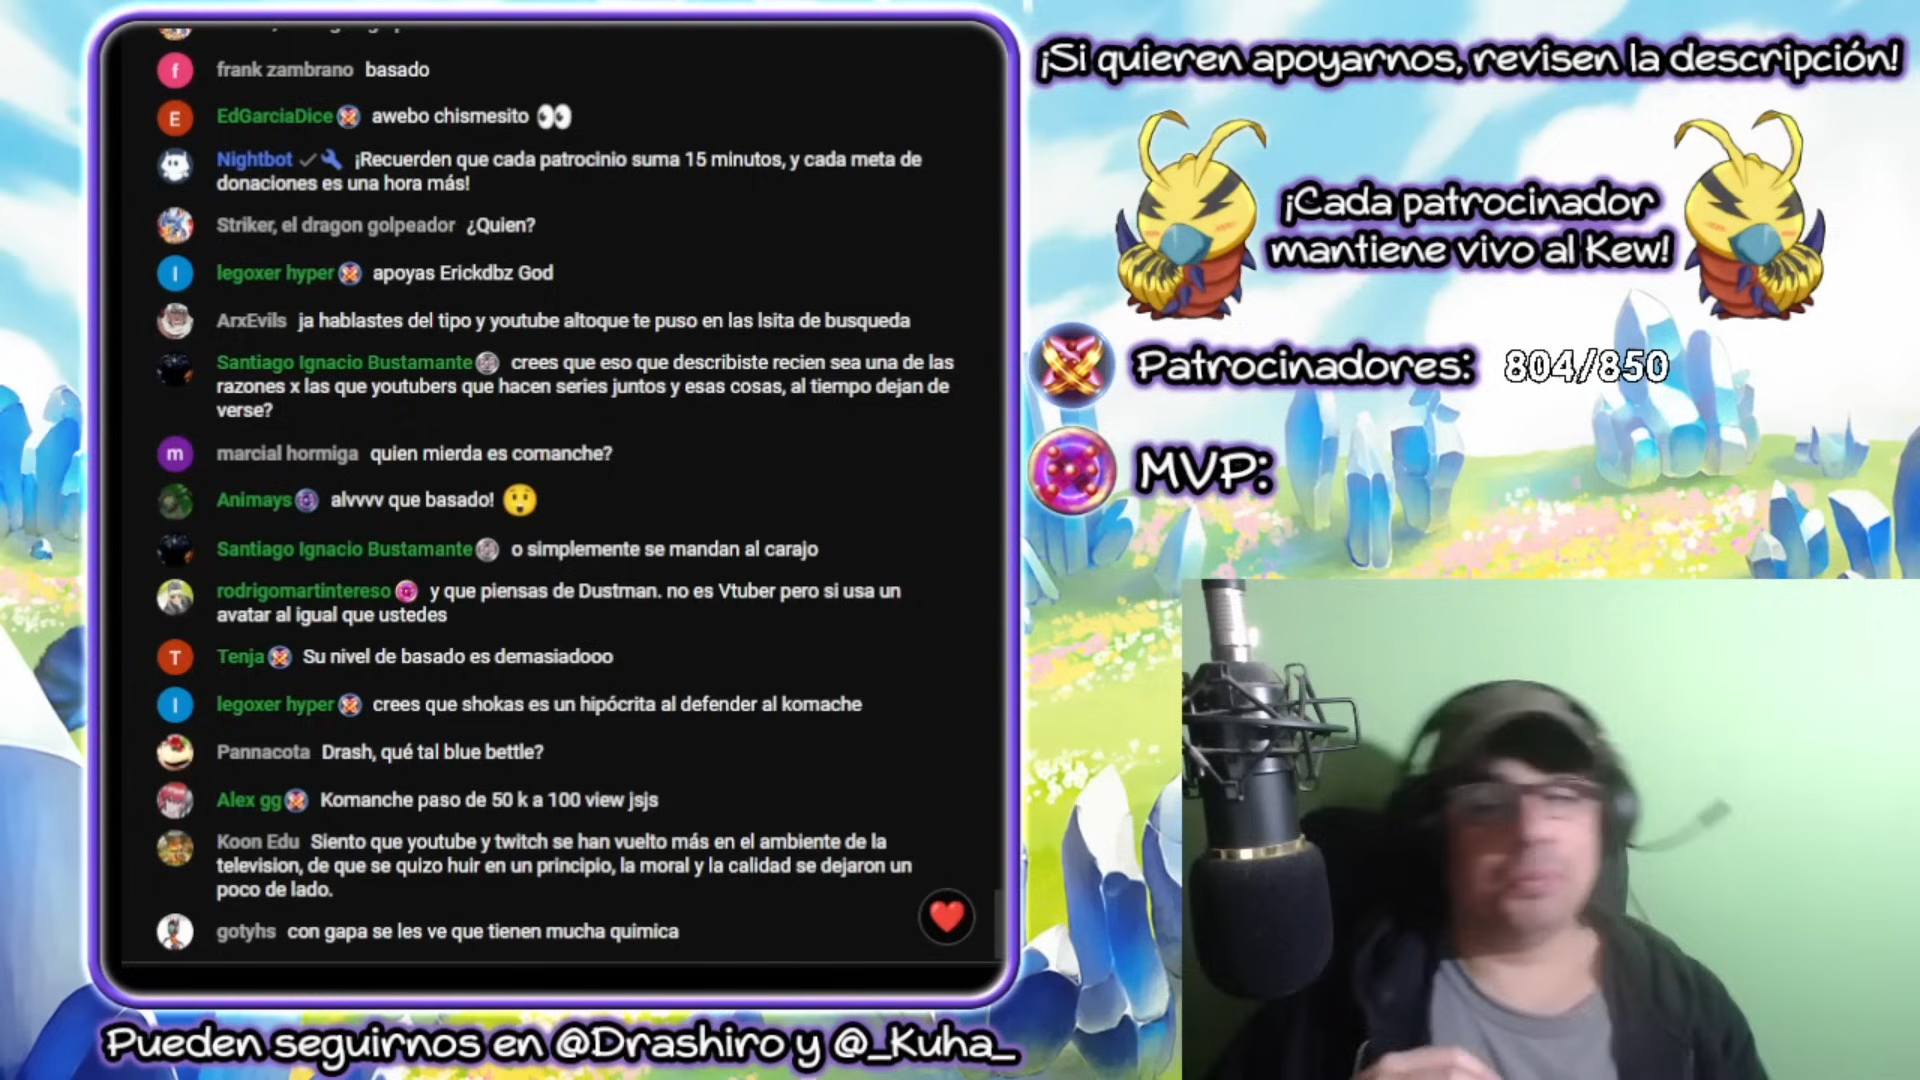 frank zambrano basado
E EdGarciaDice awebo chismesito
Nightbot ¡Recuerden que cada patrocinio suma 15 minutos, y cada meta de
donaciones es una hora más!
Striker, el dragon golpeador ¿Quien?
legoxer hyper apoyas Erickdbz God
ArxEvils ja hablastes del tipo y youtube altoque te puso en las lsita de busqueda
Santiago Ignacio Bustamante crees que eso que describiste recien sea una de las
razones x las que youtubers que hacen series juntos y esas cosas, al tiempo dejan de
verse?
m marcial hormiga quien mierda es comanche?
Animays alvvvv que basado!
Santiago Ignacio Bustamante o simplemente se mandan al carajo
rodrigomartintereso y que piensas de Dustman. no es Vtuber pero si usa un
avatar al igual que ustedes
T Tenja Su nivel de basado es demasiadooo
legoxer hyper crees que shokas es un hipócrita al defender al komache
Pannacota Drash, qué tal blue bettle?
Alex gg Komanche paso de 50 k a 100 view jsjs
Koon Edu Siento que youtube y twitch se han vuelto más en el ambiente de la
television, de que se quizo huir en un principio, la moral y la calidad se dejaron un
poco de lado.
gotyhs con gapa se les ve que tienen mucha quimica
Pueden seguirnos en @Drashiro y @_Kuha_
¡Si quieren apoyarnos, revisen la descripción!
¡Cada patrocinador
mantiene vivo al Kew!
Patrocinadores: 804/850
MVP: